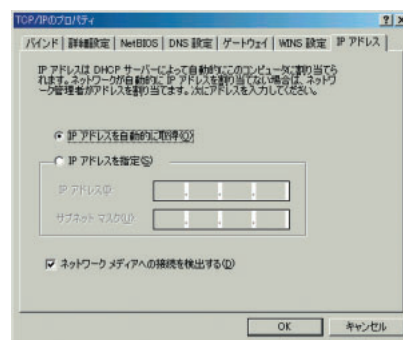 TCP/IPのプロパティ
バインド 詳細設定 NetBIOS DNS 設定 ゲートウェイ WINS 設定 IP アドレス
IP アドレスは DHCP サーバーによって自動的にこのコンピュータに割り当てら
れます。ネットワークが自動的に IP アドレスを割り当てない場合は、ネットワ
ーク管理者がアドレスを割り当てます。次にアドレスを入力してください。
IP アドレスを自動的に取得(O)
IP アドレスを指定(S)
IP アドレス(I):
サブネット マスク(U):
ネットワーク メディアへの接続を検出する(D)
OK キャンセル